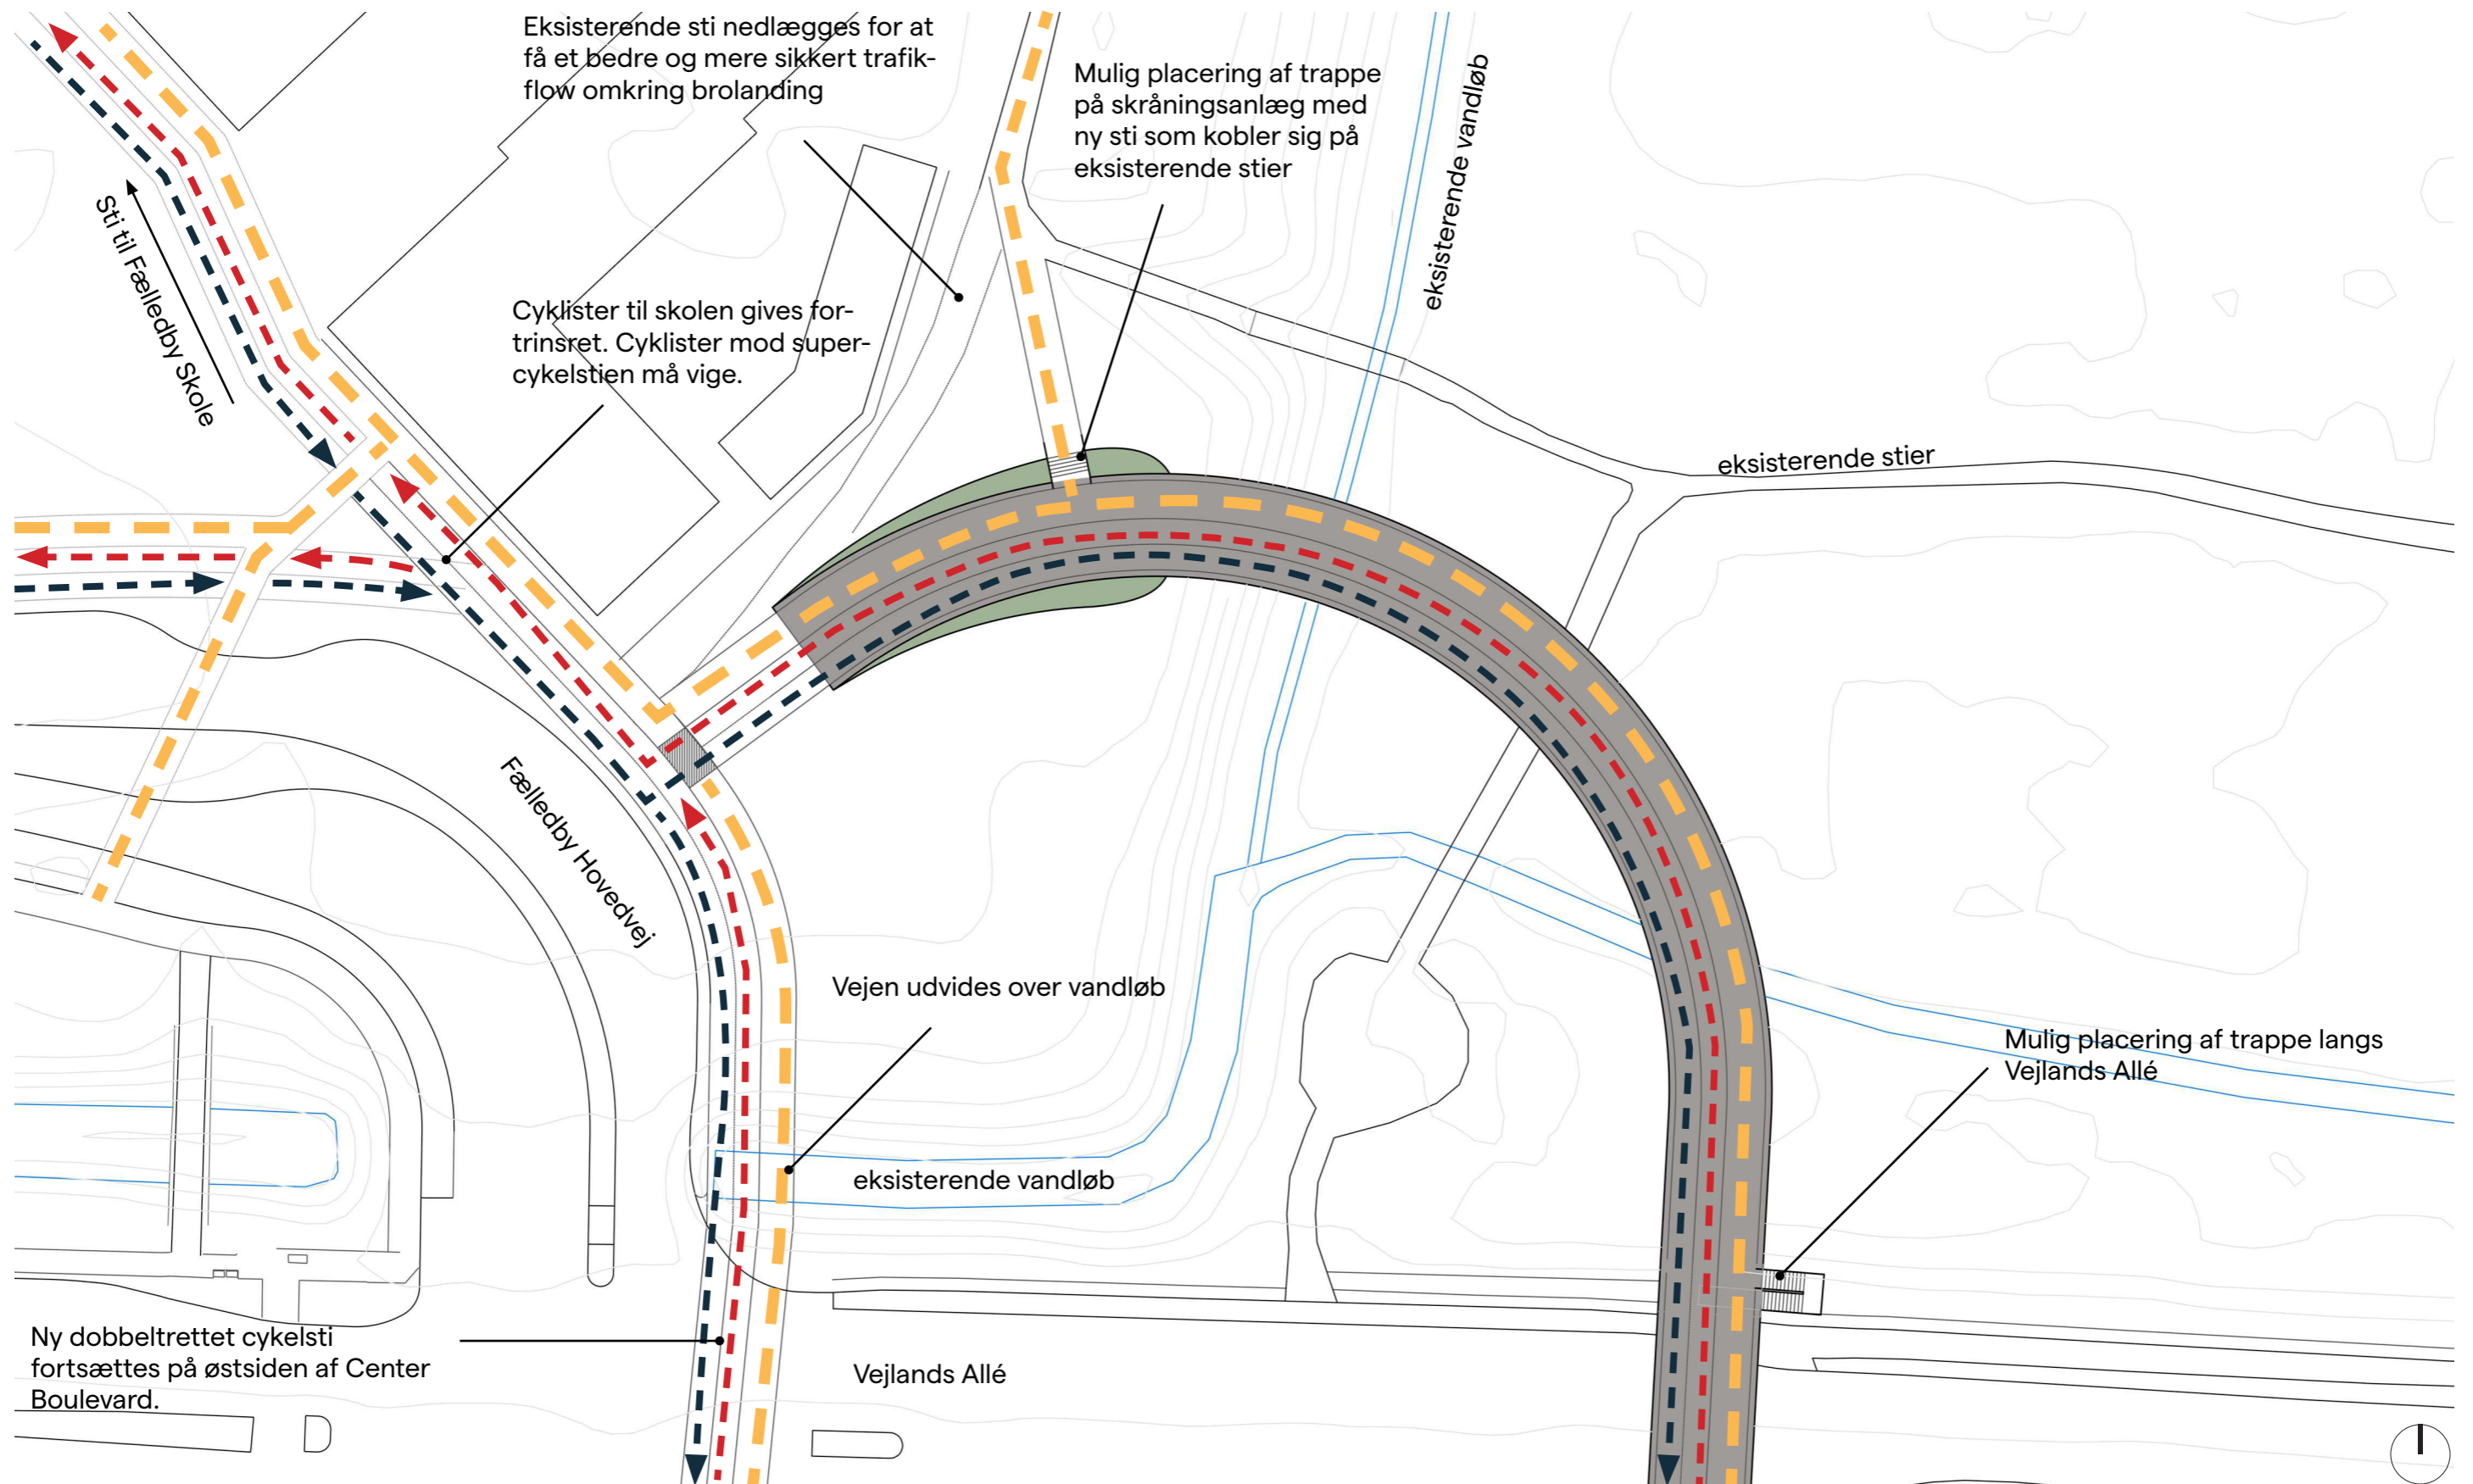 Eksisterende sti nedlægges for at
få et bedre og mere sikkert trafik-
flow omkring brolanding
Mulig placering af trappe
på skråningsanlæg med
ny sti som kobler sig på
eksisterende stier
eksisterende vandløb
Sti til Fælledby Skole
Cyklister til skolen gives for-
trinsret. Cyklister mod super-
cykelstien må vige.
eksisterende stier
Fælledby Hovedvej
Vejen udvides over vandløb
Mulig placering af trappe langs
Vejlands Allé
eksisterende vandløb
Ny dobbeltrettet cykelsti
fortsættes på østsiden af Center
Boulevard.
Vejlands Allé